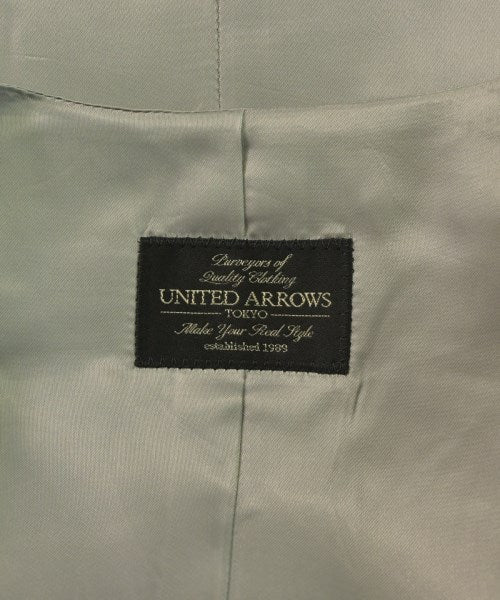 Purveyors of
Quality Clothing
UNITED ARROWS
TOKYO
Make Your Real Style
established 1989